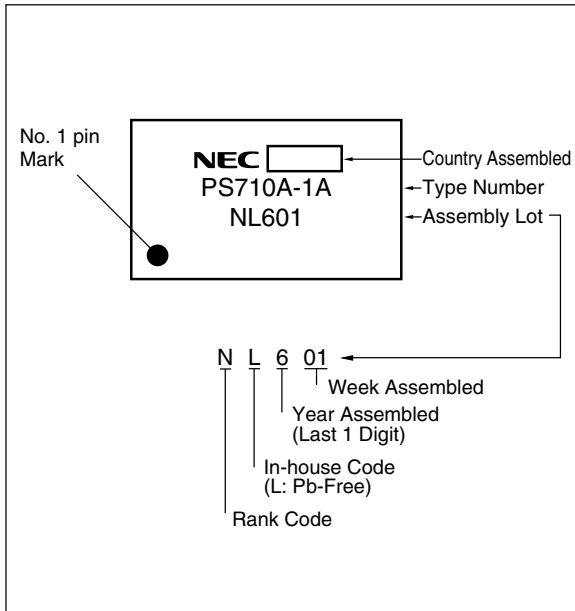 No. 1 pin
Mark
NEC
Country Assembled
PS710A-1A
Type Number
NL601
Assembly Lot
N L 6 01
Week Assembled
Year Assembled
(Last 1 Digit)
In-house Code
(L: Pb-Free)
Rank Code